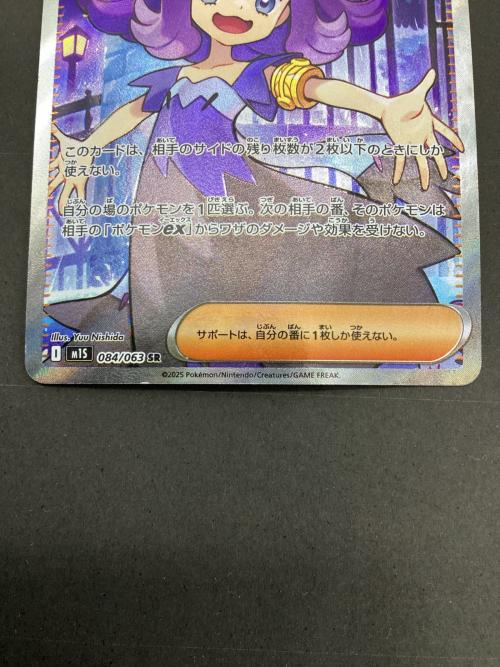 このカードは、相手のサイドの残り枚数が2枚以下のときにしか
使えない。
自分の場のポケモンを1匹選ぶ。次の相手の番、そのポケモンは
相手の「ポケモンex」からワザのダメージや効果を受けない。
Illus. Yuu Nishida
サポートは、自分の番に1枚しか使えない。
D m1S 084/063 SR
©2025 Pokémon/Nintendo/Creatures/GAME FREAK.